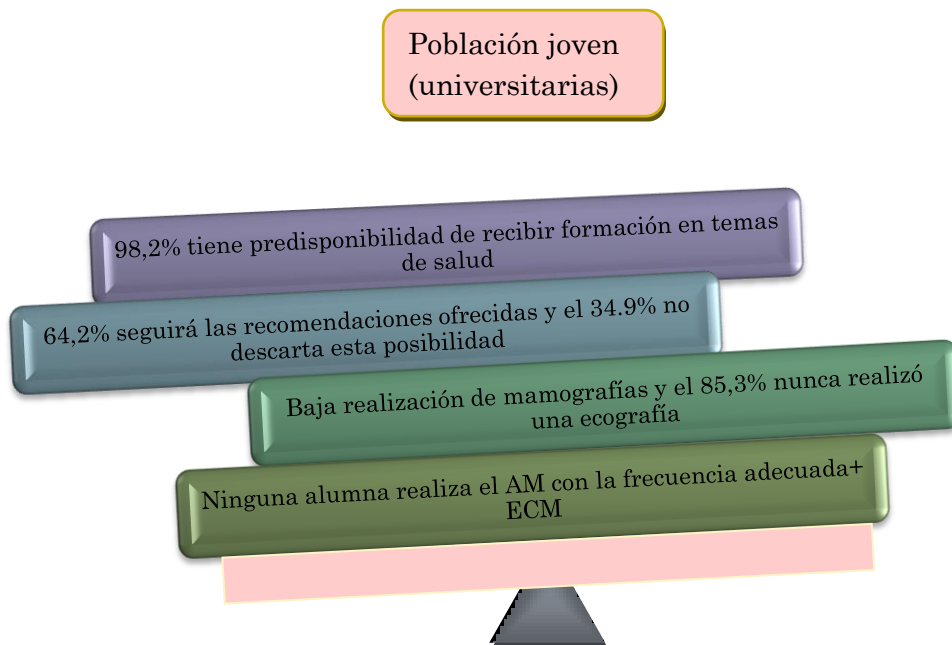 Población joven
(universitarias)
98,2% tiene predisponibilidad de recibir formación en temas
de salud
64,2% seguirá las recomendaciones ofrecidas y el 34.9% no
descarta esta posibilidad
Baja realización de mamografías y el 85,3% nunca realizó
una ecografía
Ninguna alumna realiza el AM con la frecuencia adecuada+
ECM